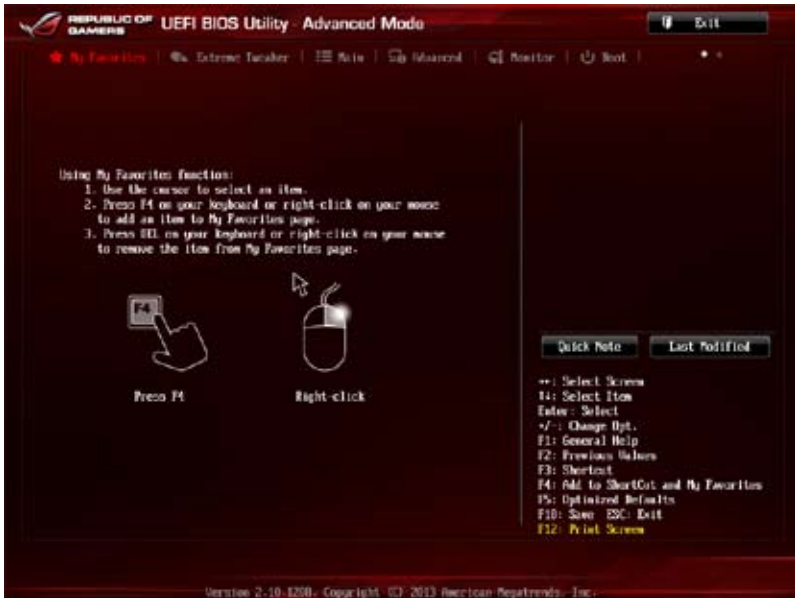 REPUBLIC OF GAMERS UEFI BIOS Utility - Advanced Mode Exit
My Favorites Extreme Tweaker Main Advanced Monitor Boot
Using My Favorites function:
1. Use the cursor to select an item.
2. Press F4 on your keyboard or right-click on your mouse
to add an item to My Favorites page.
3. Press DEL on your keyboard or right-click on your mouse
to remove the item from My Favorites page.
F4
Press F4 Right-click
Quick Note Last Modified
→←: Select Screen
↑↓: Select Item
Enter: Select
+/-: Change Opt.
F1: General Help
F2: Previous Values
F3: Shortcut
F4: Add to ShortCut and My Favorites
F5: Optimized Defaults
F10: Save ESC: Exit
F12: Print Screen
Version 2.10.1208. Copyright (C) 2013 American Megatrends, Inc.